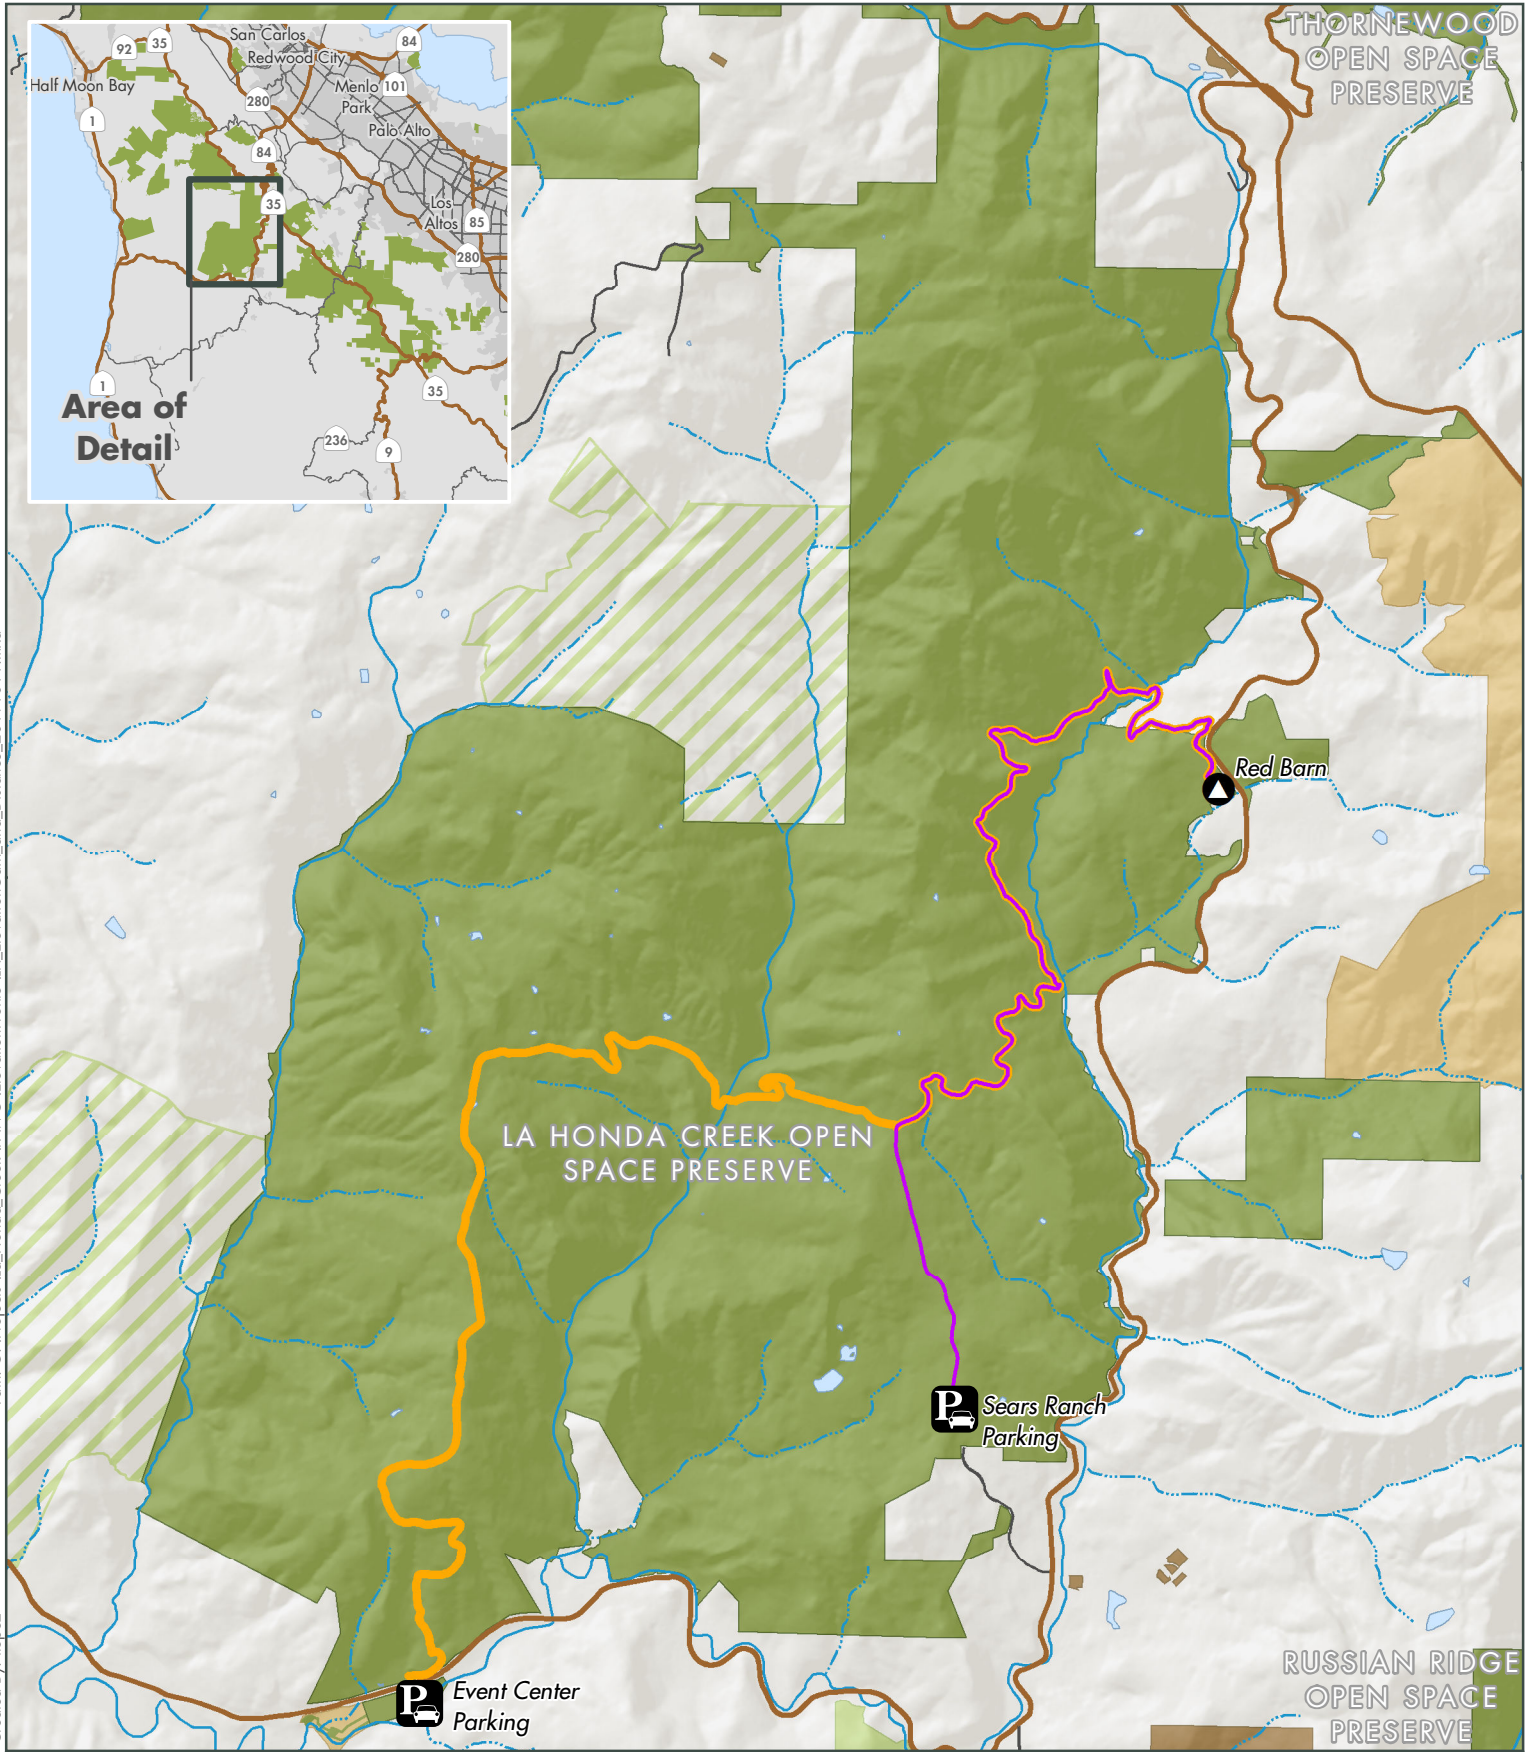 THORNEWOOD
OPEN SPACE
PRESERVE
San Carlos
Redwood City
Half Moon Bay
Menlo
Park
Palo Alto
Los
Altos
92
35
84
101
280
1
84
35
85
280
1
35
236
9
Area of
Detail
Red Barn
LA HONDA CREEK OPEN
SPACE PRESERVE
Sears Ranch
Parking
P
Event Center
Parking
P
RUSSIAN RIDGE
OPEN SPACE
PRESERVE